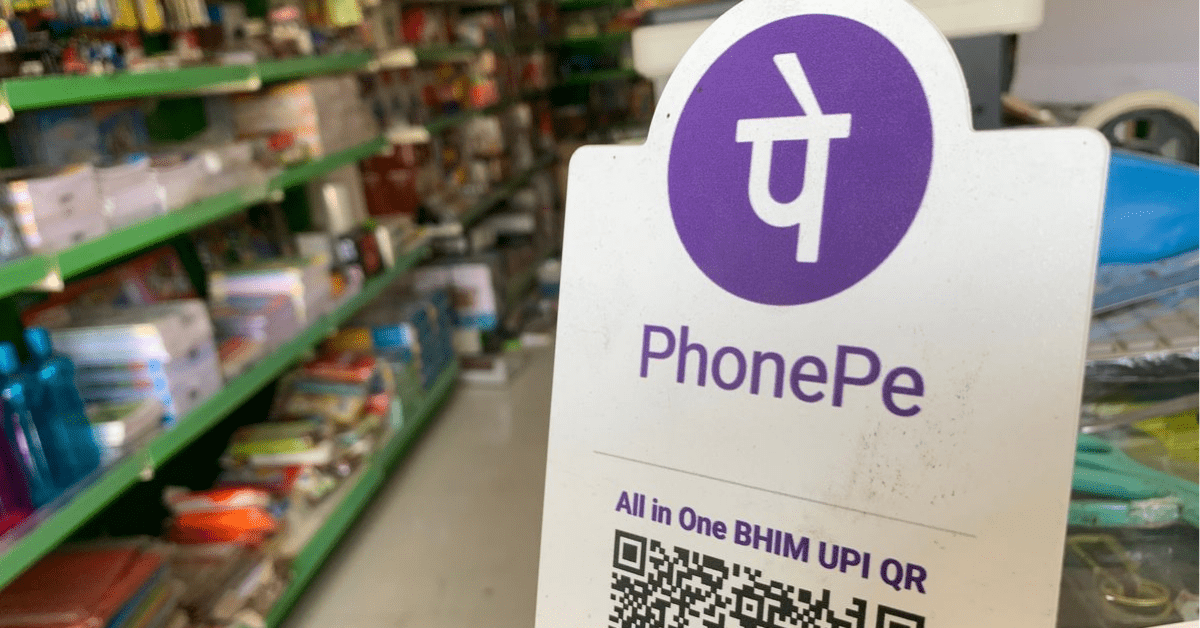 पे
PhonePe
All in One BHIM UPI QR